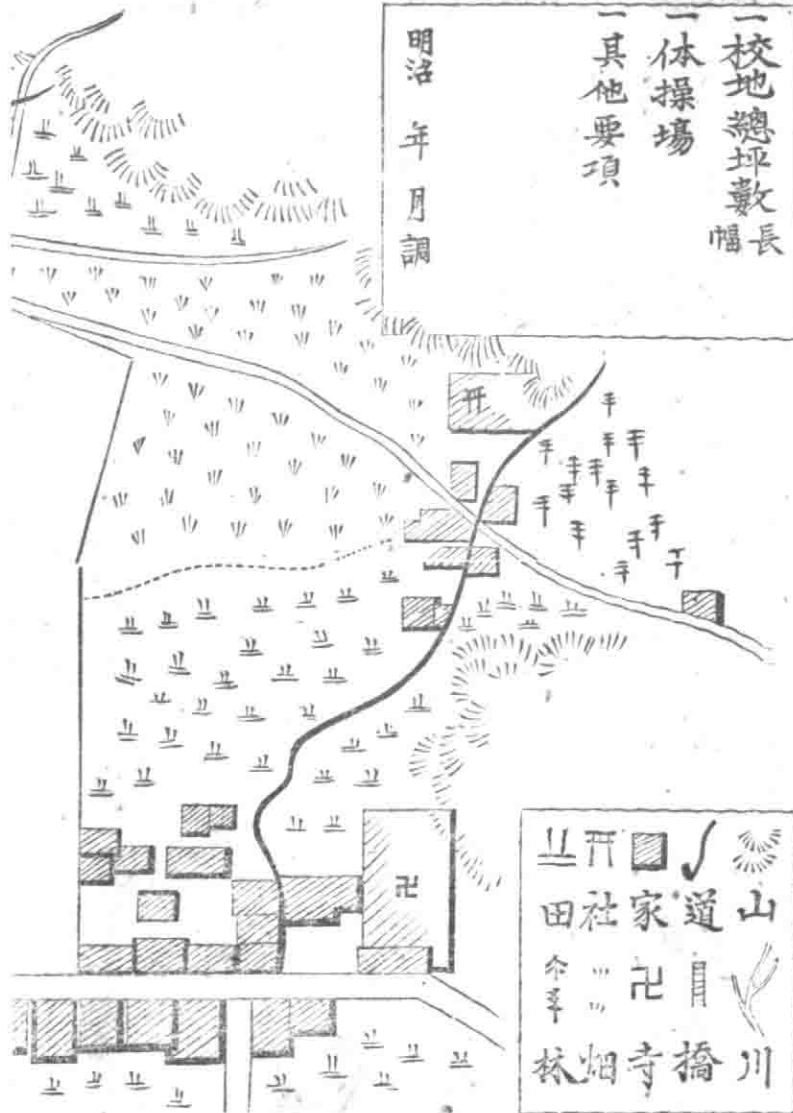 一校地總坪數長幅
一体操場
一其他要項
明治 年 月調
山
道
家
社
田
川
橋
寺
畑
林